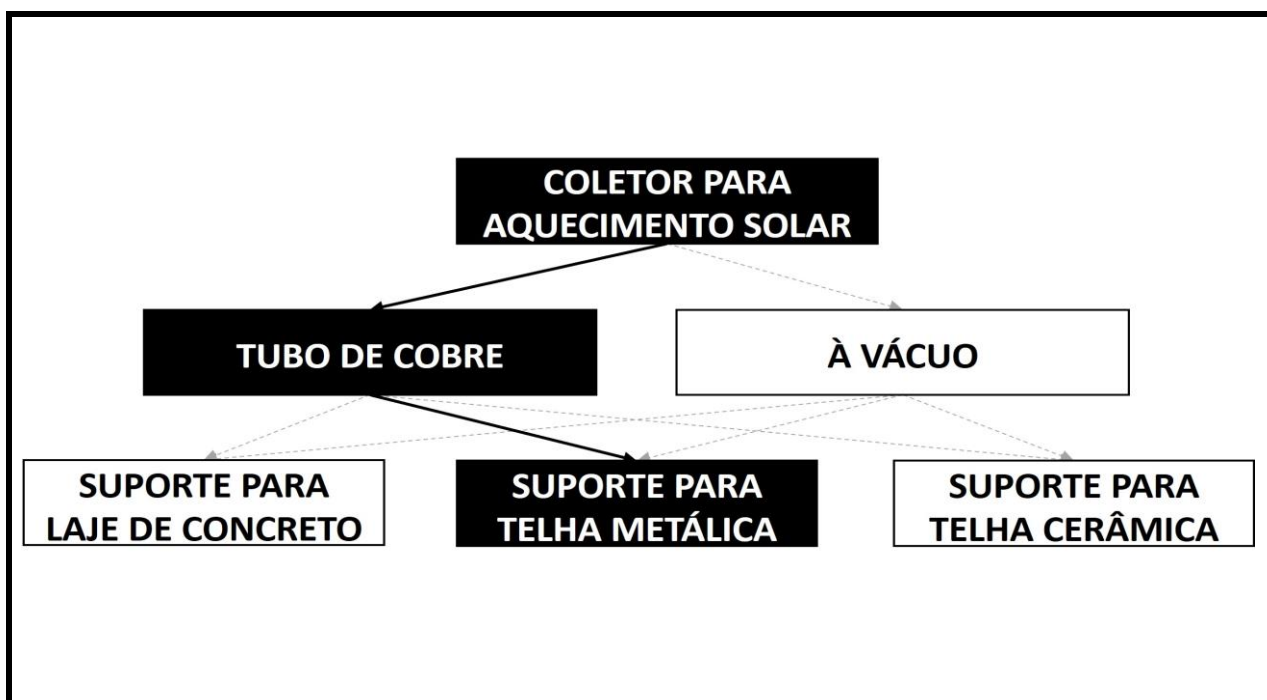 COLETOR PARA
AQUECIMENTO SOLAR
TUBO DE COBRE
À VÁCUO
SUPORTE PARA
LAJE DE CONCRETO
SUPORTE PARA
TELHA METÁLICA
SUPORTE PARA
TELHA CERÂMICA